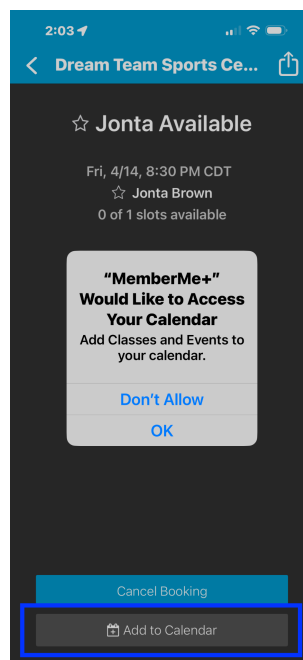 2:03
Dream Team Sports Ce...
Jonta Available
Fri, 4/14, 8:30 PM CDT
Jonta Brown
0 of 1 slots available
“MemberMe+”
Would Like to Access
Your Calendar
Add Classes and Events to
your calendar.
Don’t Allow
OK
Cancel Booking
Add to Calendar